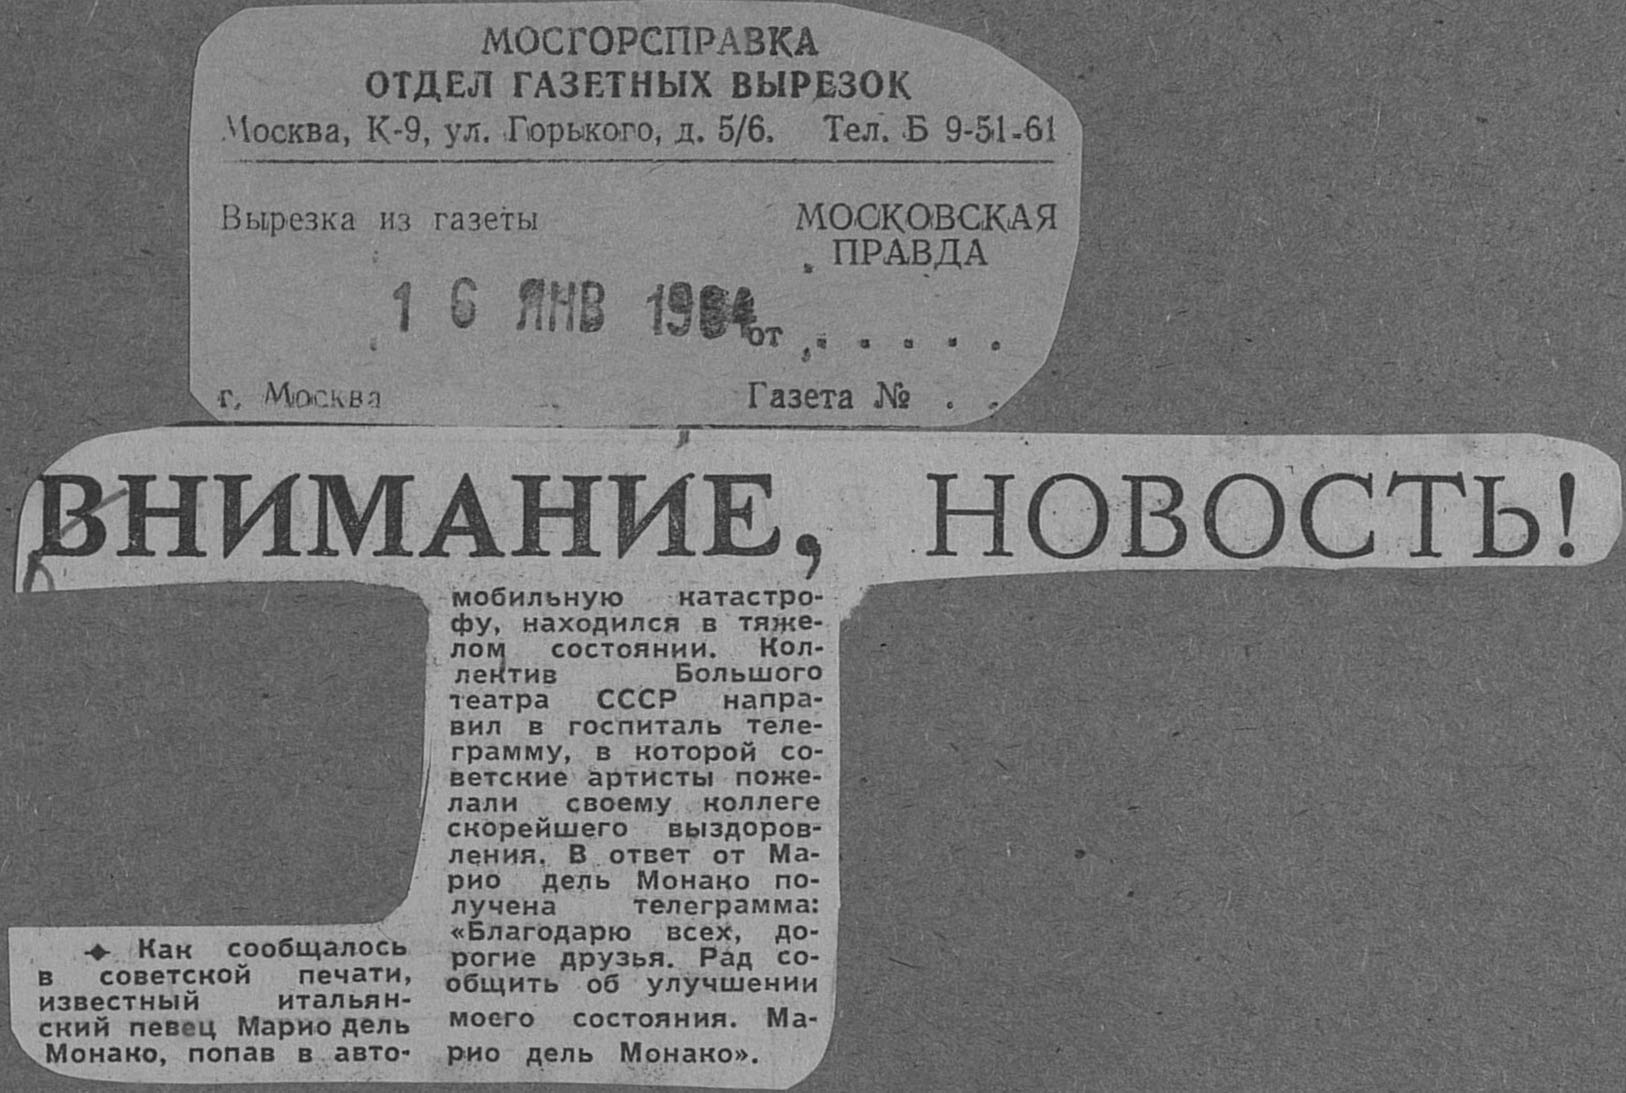 МОСГОРСПРАВКА
ОТДЕЛ ГАЗЕТНЫХ ВЫРЕЗОК
Москва, К-9, ул. Горького, д. 5/6. Тел. Б 9-51-61
Вырезка из газеты
МОСКОВСКАЯ
ПРАВДА
16 ЯНВ 1964
от . . . . .
г. Москва
Газета № . .
ВНИМАНИЕ, НОВОСТЬ!
✦ Как сообщалось
в советской печати,
известный итальян-
ский певец Марио дель
Монако, попав в авто-
мобильную катастро-
фу, находился в тяже-
лом состоянии. Кол-
лектив Большого
театра СССР напра-
вил в госпиталь теле-
грамму, в которой со-
ветские артисты поже-
лали своему коллеге
скорейшего выздоров-
ления. В ответ от Ма-
рио дель Монако по-
лучена телеграмма:
«Благодарю всех, до-
рогие друзья. Рад со-
общить об улучшении
моего состояния. Ма-
рио дель Монако».